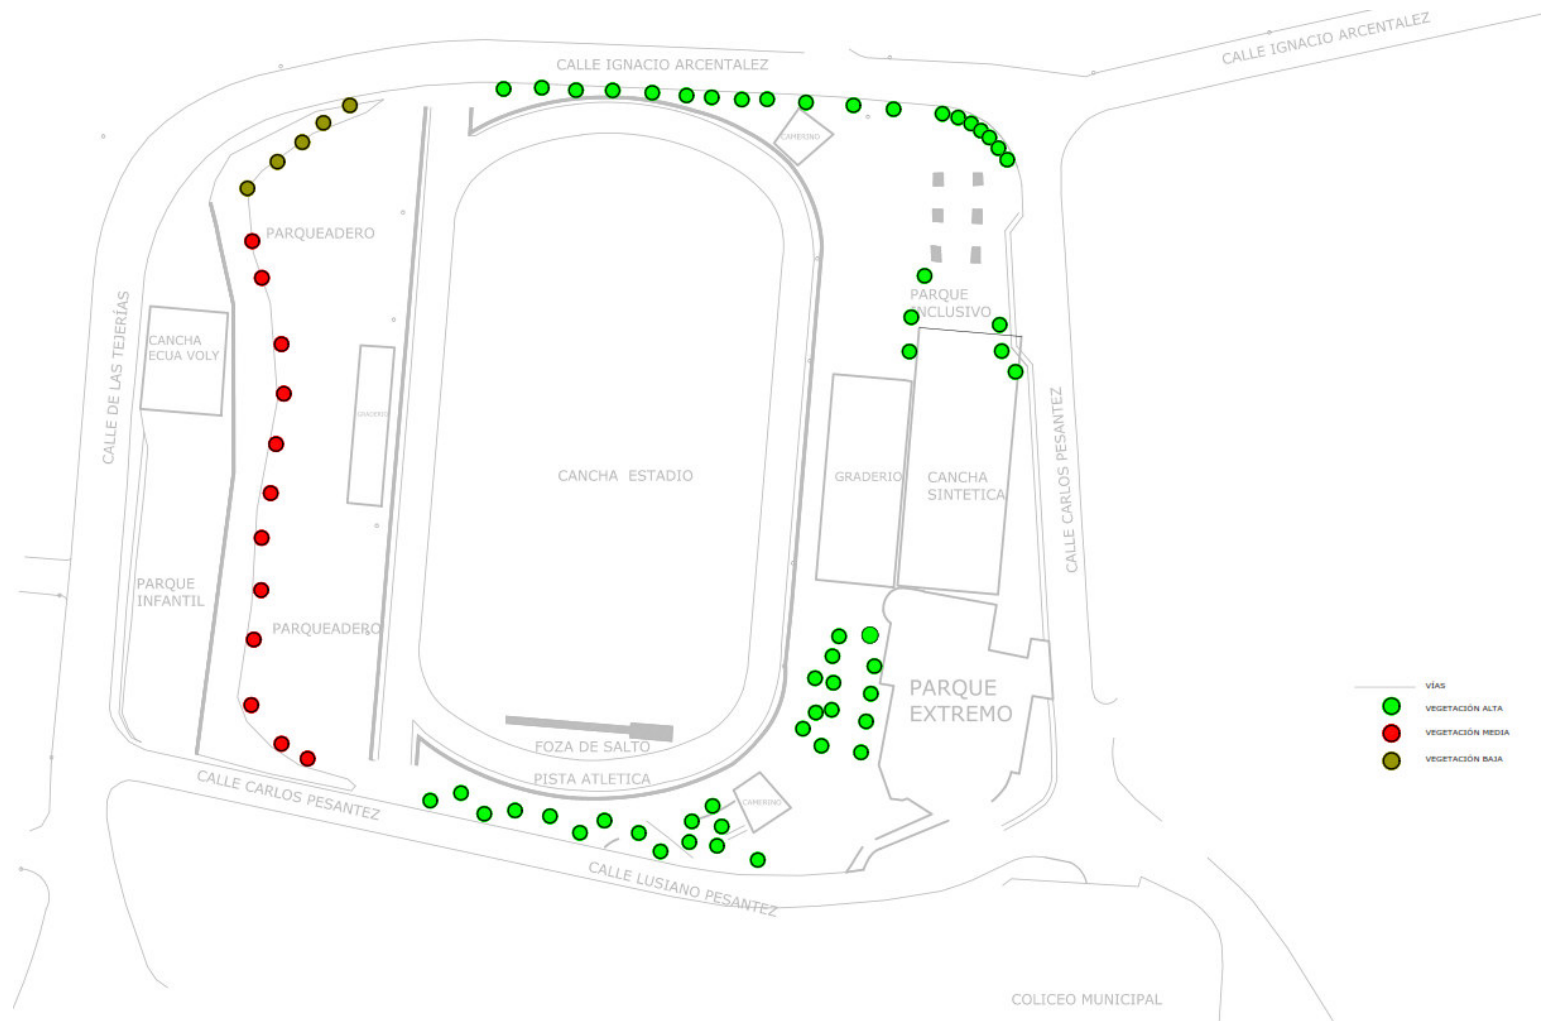 CALLE IGNACIO ARCENTALEZ
CALLE IGNACIO ARCENTALEZ
CAMERINO
PARQUEADERO
PARQUE
INCLUSIVO
CALLE DE LAS TEJERÍAS
CANCHA
ECUA VOLY
GRADERIO
CANCHA ESTADIO
GRADERIO
CANCHA
SINTETICA
CALLE CARLOS PESANTEZ
PARQUE
INFANTIL
PARQUEADERO
PARQUE
EXTREMO
VÍAS
VEGETACIÓN ALTA
VEGETACIÓN MEDIA
VEGETACIÓN BAJA
FOZA DE SALTO
PISTA ATLETICA
CALLE CARLOS PESANTEZ
CAMERINO
CALLE LUSIANO PESANTEZ
COLICEO MUNICIPAL